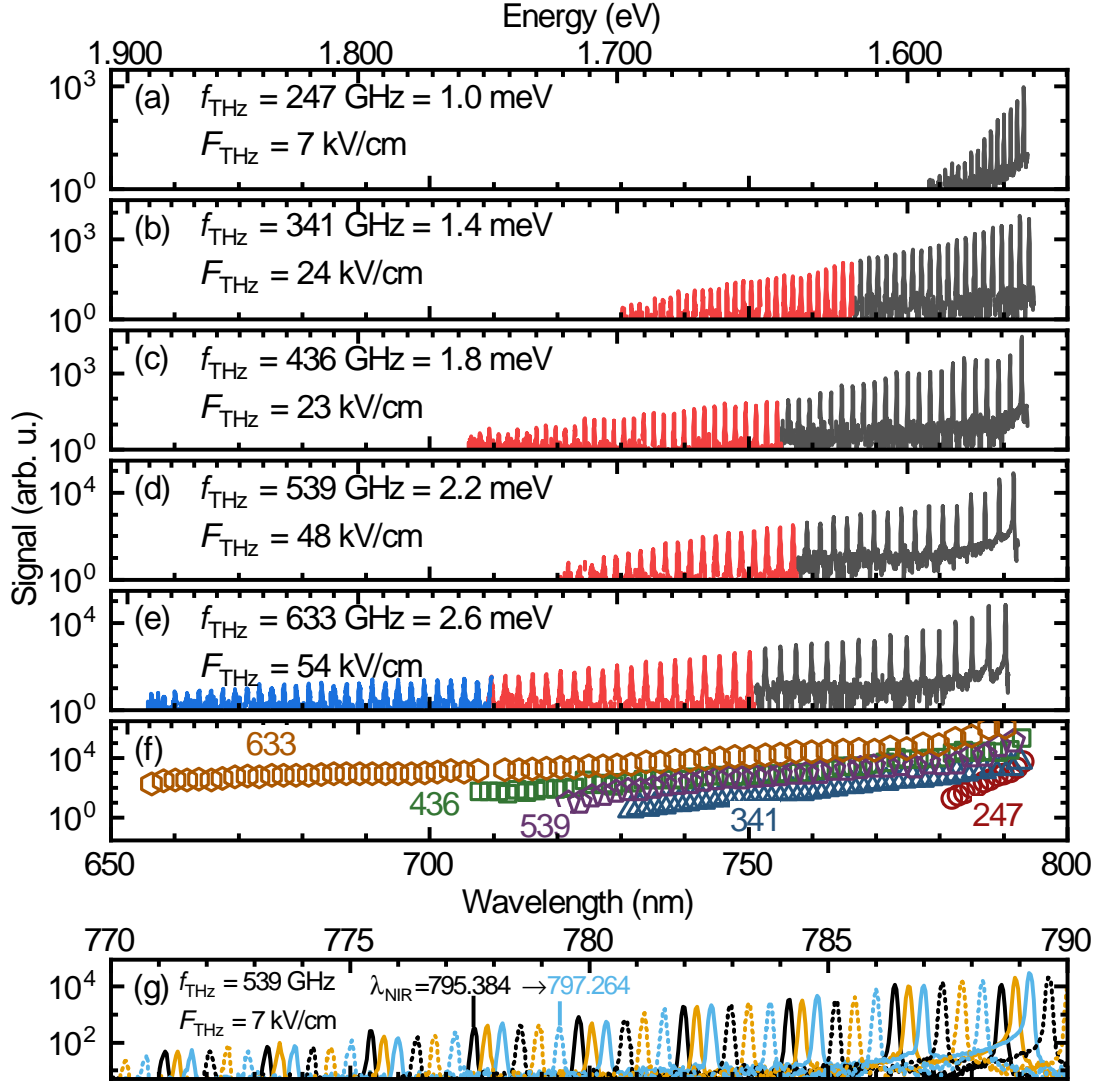 Energy (eV)
1.900 1.800 1.700 1.600
10³
(a) f_THz = 247 GHz = 1.0 meV
F_THz = 7 kV/cm
10⁰
(b) f_THz = 341 GHz = 1.4 meV
10³
F_THz = 24 kV/cm
10⁰
(c) f_THz = 436 GHz = 1.8 meV
10³
F_THz = 23 kV/cm
10⁰
Signal (arb. u.)
(d) f_THz = 539 GHz = 2.2 meV
10⁴
F_THz = 48 kV/cm
10⁰
(e) f_THz = 633 GHz = 2.6 meV
10⁴
F_THz = 54 kV/cm
10⁰
(f) 633
10⁴
436 539 341 247
10⁰
650 700 750 800
Wavelength (nm)
770 775 780 785 790
(g) f_THz = 539 GHz λ_NIR=795.384 →797.264
10⁴
F_THz = 7 kV/cm
10²